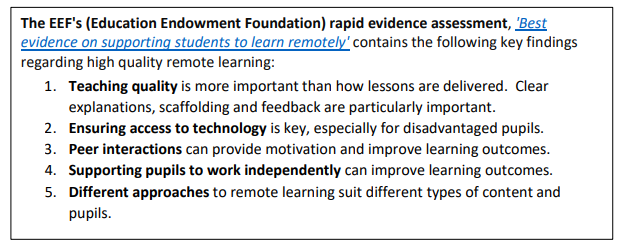 The EEF's (Education Endowment Foundation) rapid evidence assessment, 'Best
evidence on supporting students to learn remotely' contains the following key findings
regarding high quality remote learning:
1. Teaching quality is more important than how lessons are delivered. Clear
explanations, scaffolding and feedback are particularly important.
2. Ensuring access to technology is key, especially for disadvantaged pupils.
3. Peer interactions can provide motivation and improve learning outcomes.
4. Supporting pupils to work independently can improve learning outcomes.
5. Different approaches to remote learning suit different types of content and
pupils.